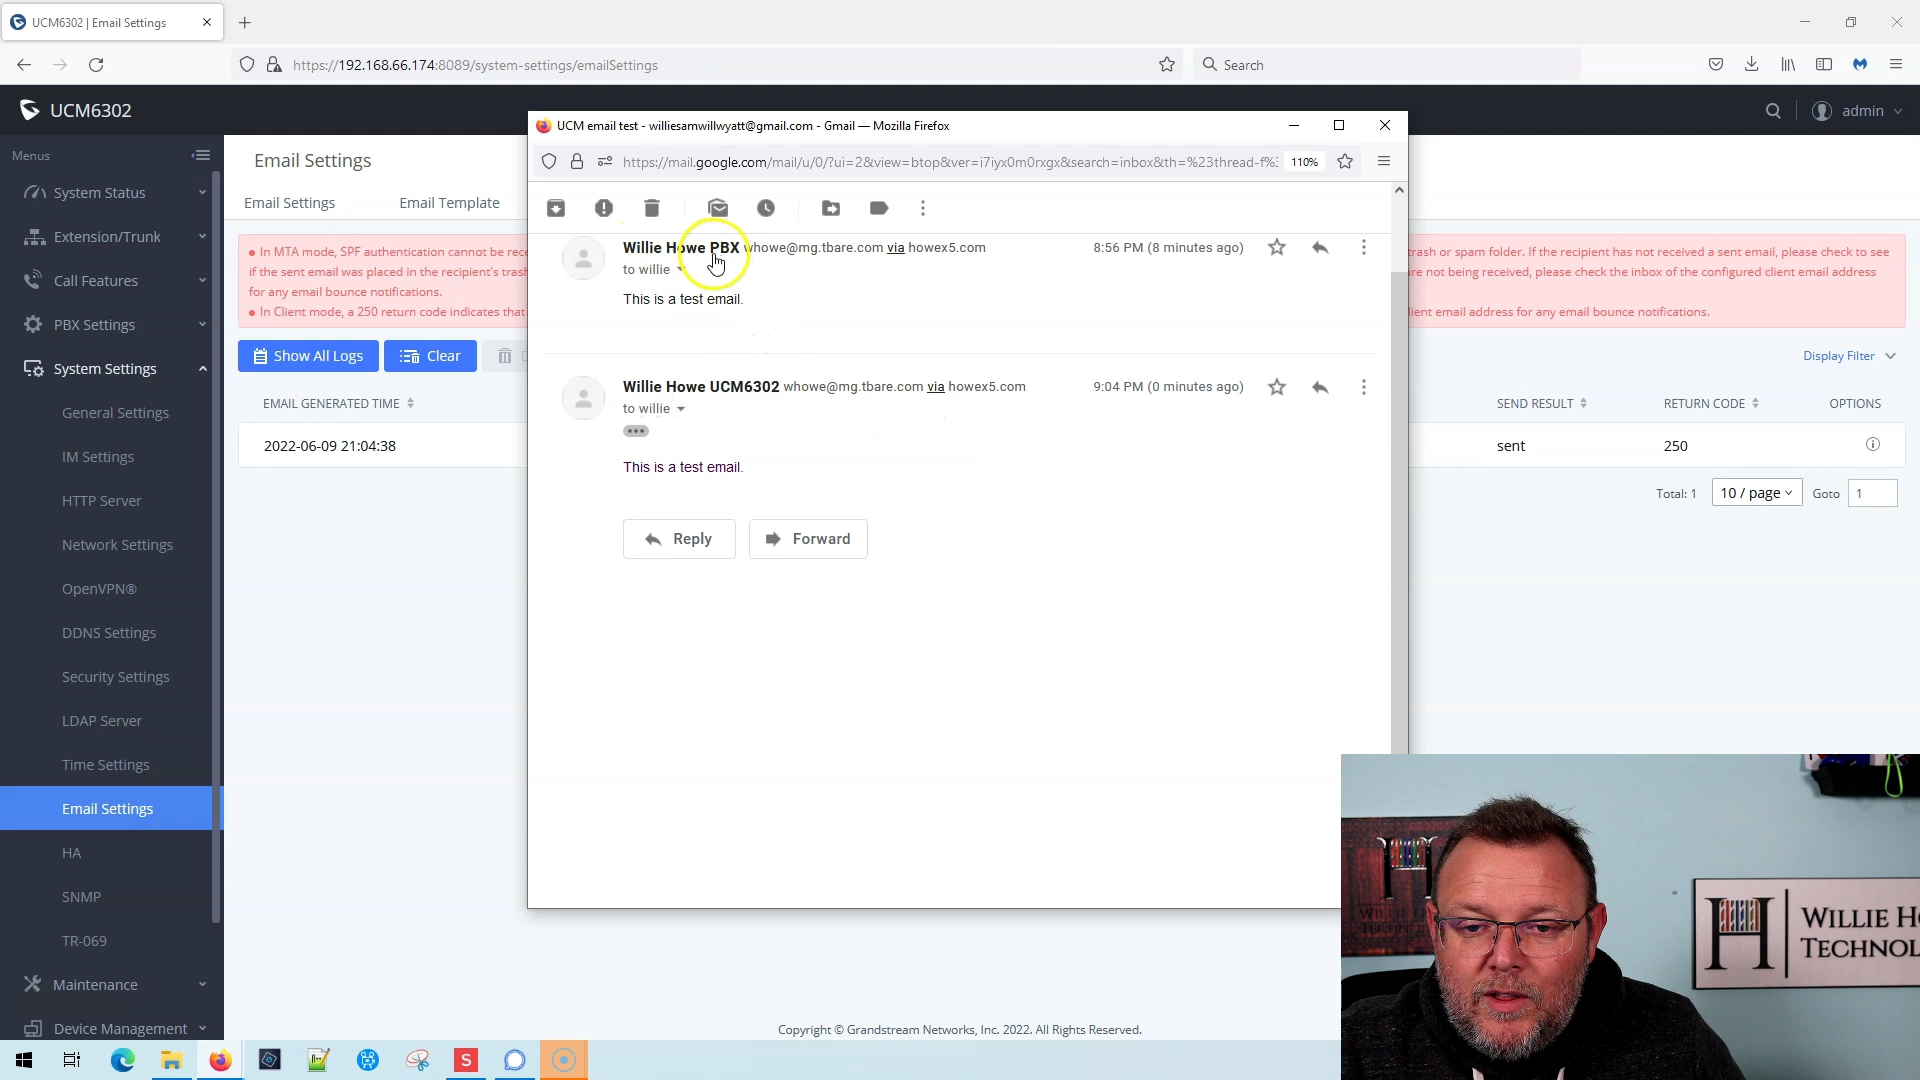 UCM6302 | Email Settings
https://192.168.66.174:8089/system-settings/emailSettings
Search
UCM6302
admin
Menus
System Status
Extension/Trunk
Call Features
PBX Settings
System Settings
General Settings
IM Settings
HTTP Server
Network Settings
OpenVPN®
DDNS Settings
Security Settings
LDAP Server
Time Settings
Email Settings
HA
SNMP
TR-069
Maintenance
Device Management
Email Settings
Email Settings
Email Template
In MTA mode, SPF authentication cannot be rece
if the sent email was placed in the recipient's trash
for any email bounce notifications.
In Client mode, a 250 return code indicates that
trash or spam folder. If the recipient has not received a sent email, please check to see
are not being received, please check the inbox of the configured client email address
lient email address for any email bounce notifications.
Show All Logs
Clear
Display Filter
EMAIL GENERATED TIME
SEND RESULT
RETURN CODE
OPTIONS
2022-06-09 21:04:38
sent
250
Total: 1
10 / page
Goto
1
UCM email test - williesamwillwyatt@gmail.com - Gmail — Mozilla Firefox
https://mail.google.com/mail/u/0/?ui=2&view=btop&ver=i7iyx0m0rxgx&search=inbox&th=%23thread-f%3
110%
Willie Howe PBX whowe@mg.tbare.com via howex5.com
8:56 PM (8 minutes ago)
to willie
This is a test email.
Willie Howe UCM6302 whowe@mg.tbare.com via howex5.com
9:04 PM (0 minutes ago)
to willie
This is a test email.
Reply
Forward
Copyright © Grandstream Networks, Inc. 2022. All Rights Reserved.
WILLIE HO
TECHNOL